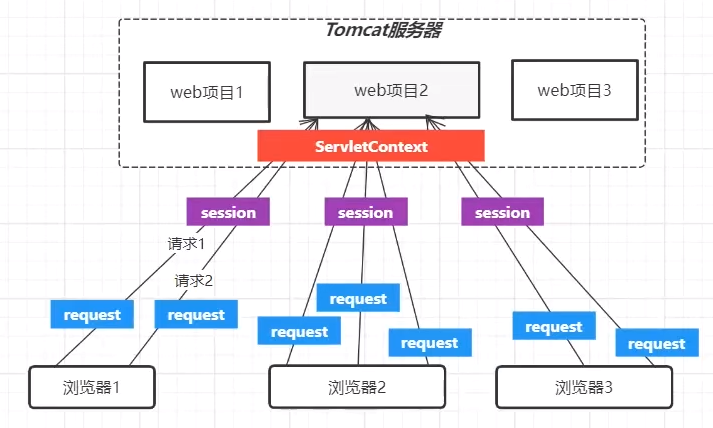 Tomcat服务器
web项目1
web项目2
web项目3
ServletContext
session
session
session
请求1
请求2
request
request
request
request
request
request
request
浏览器1
浏览器2
浏览器3